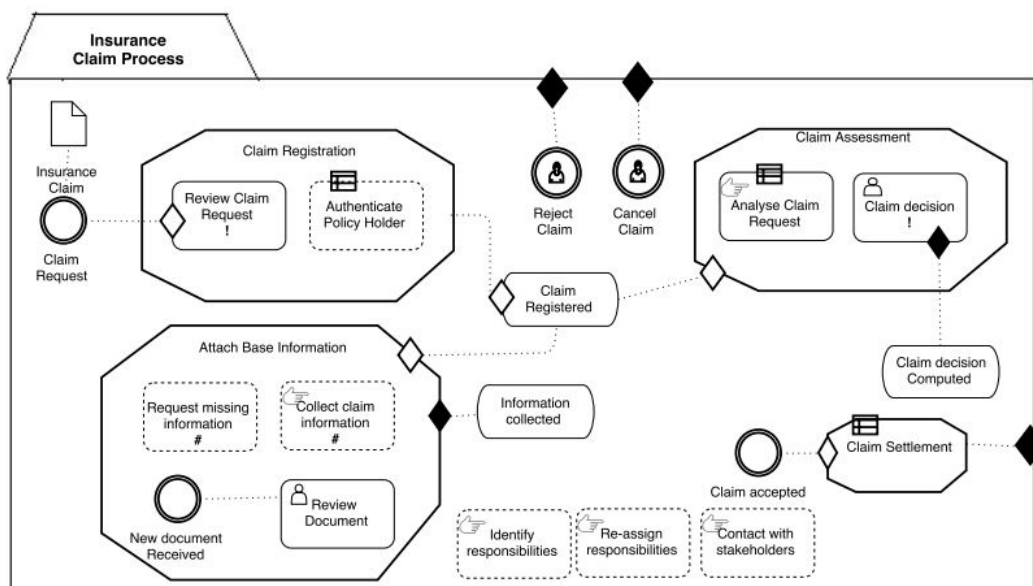 Insurance
Claim Process
Insurance
Claim
Claim
Request
Claim Registration
Review Claim
Request
!
Authenticate
Policy Holder
Reject
Claim
Cancel
Claim
Claim Assessment
Analyse Claim
Request
Claim decision
!
Claim
Registered
Attach Base Information
Request missing
information
#
Collect claim
information
#
New document
Received
Review
Document
Information
collected
Claim decision
Computed
Claim accepted
Claim Settlement
Identify
responsibilities
Re-assign
responsibilities
Contact with
stakeholders